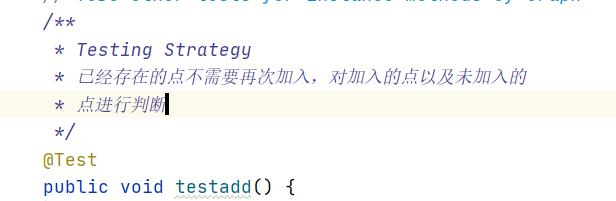 /**
* Testing Strategy
* 已经存在的点不需要再次加入，对加入的点以及未加入的
* 点进行判断
*/
@Test
public void testadd() {